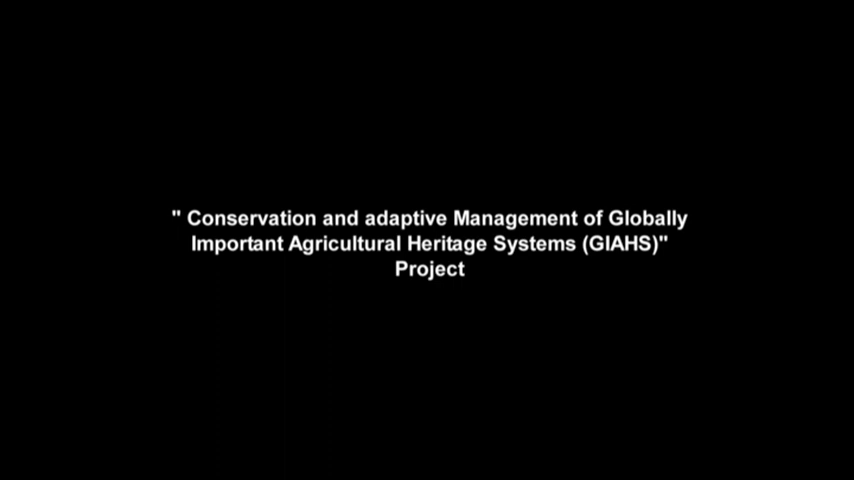 " Conservation and adaptive Management of Globally
Important Agricultural Heritage Systems (GIAHS)"
Project